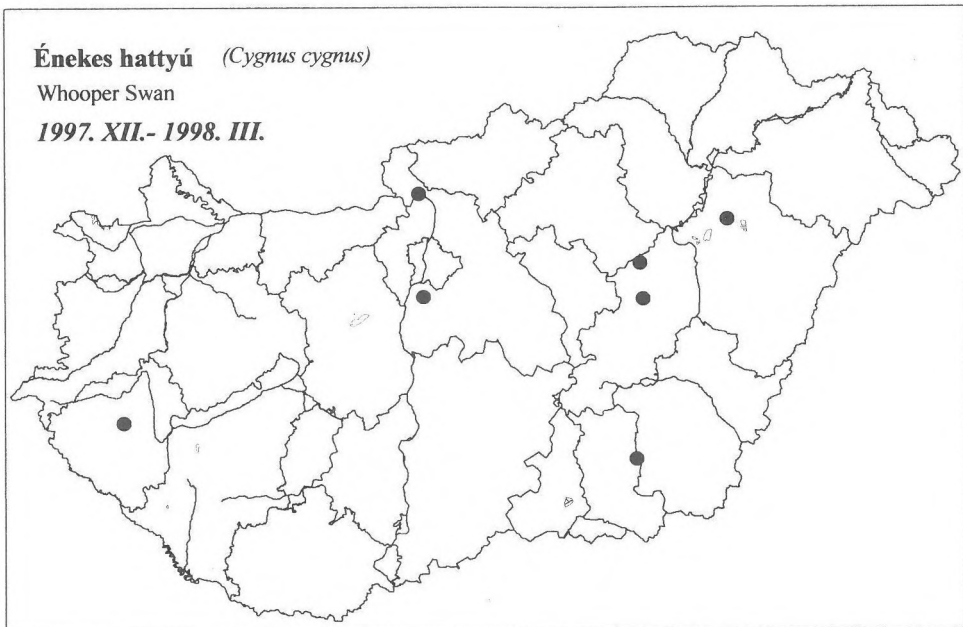 Énekes hattyú (Cygnus cygnus)
Whooper Swan
1997. XII.- 1998. III.